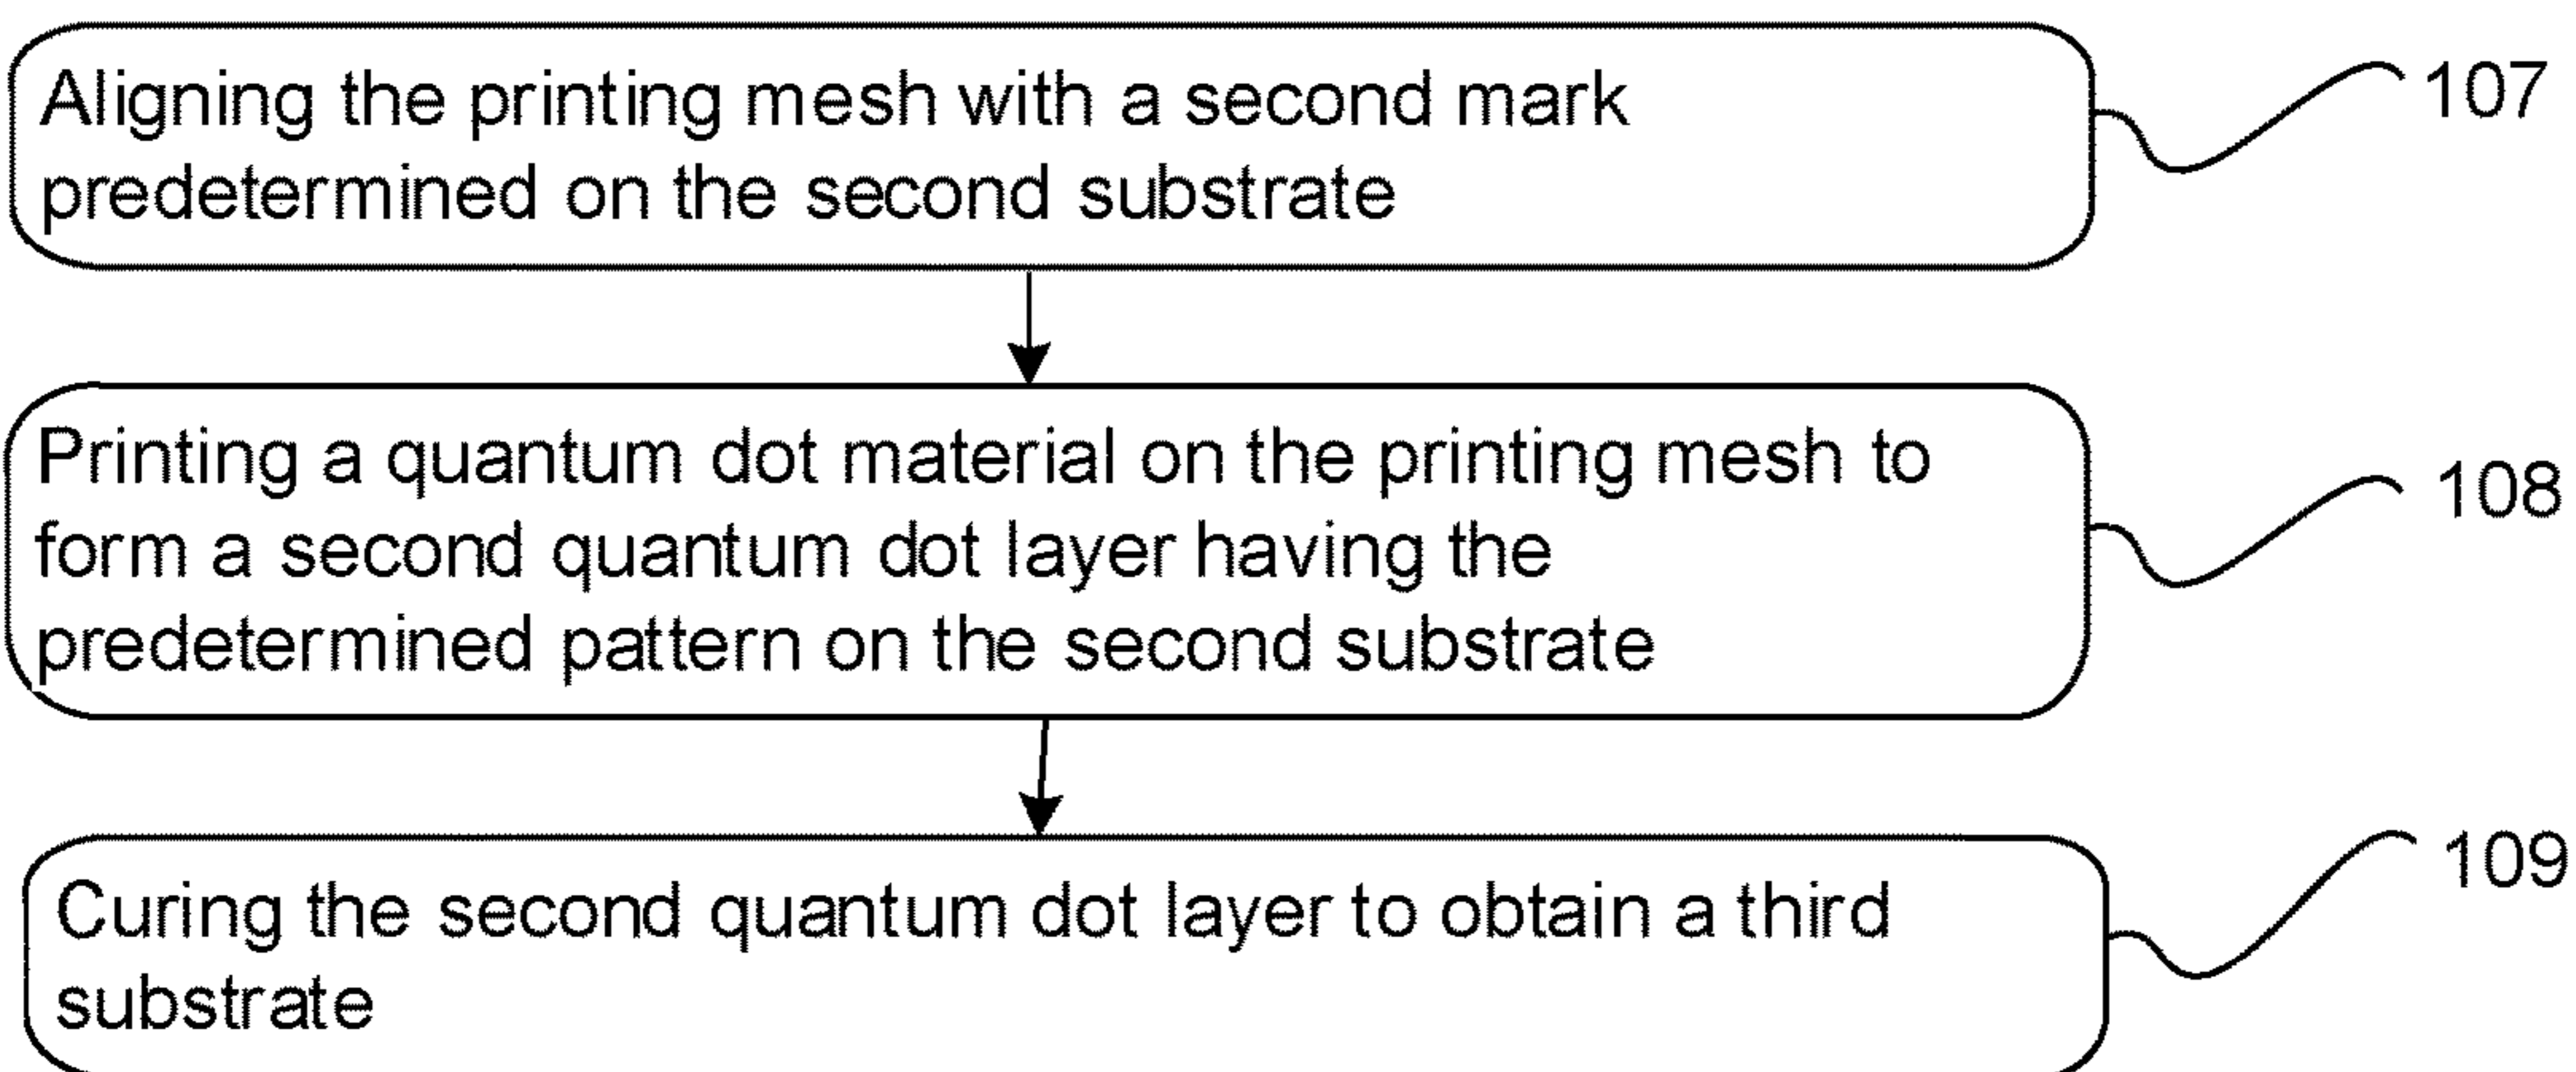 Aligning the printing mesh with a second mark
predetermined on the second substrate
107
Printing a quantum dot material on the printing mesh to
form a second quantum dot layer having the
predetermined pattern on the second substrate
108
Curing the second quantum dot layer to obtain a third
substrate
109